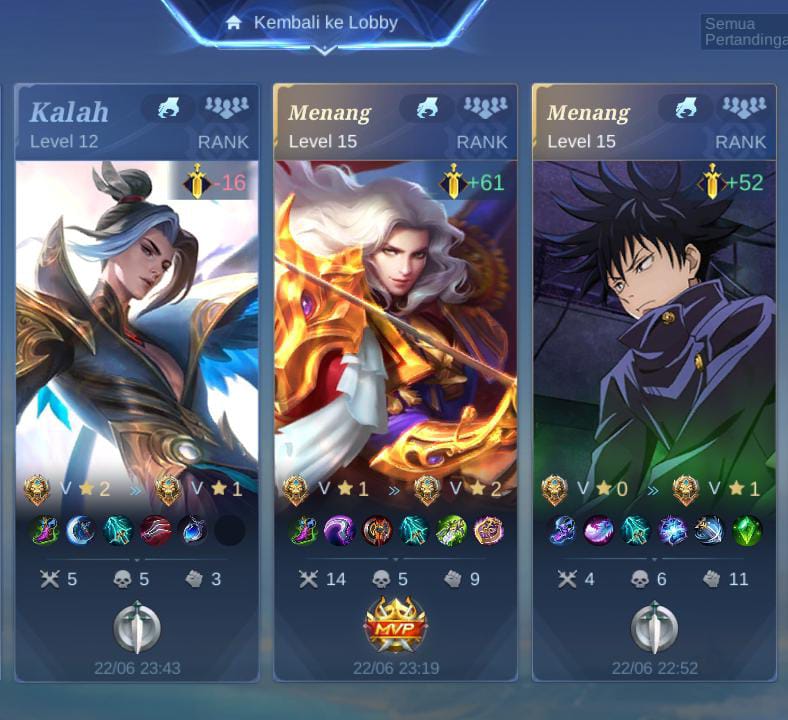 Kembali ke Lobby
Semua
Pertandinga
Kalah
Level 12
RANK
-16
V 2 » V 1
5 5 3
22/06 23:43
Menang
Level 15
RANK
+61
V 1 » V 2
14 5 9
MVP
22/06 23:19
Menang
Level 15
RANK
+52
V 0 » V 1
4 6 11
22/06 22:52